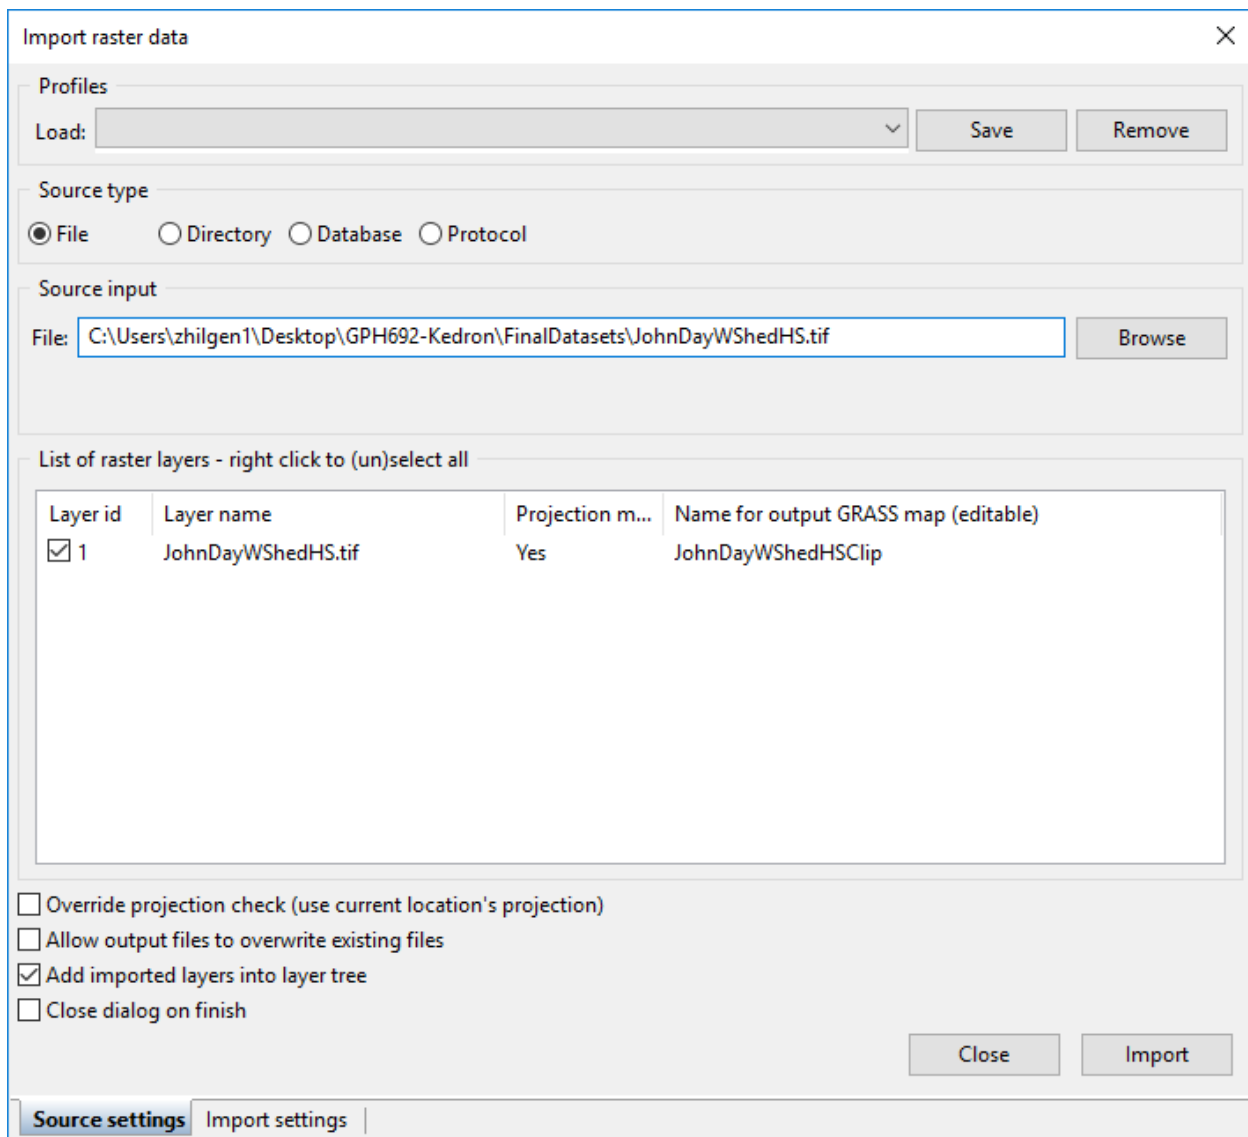 Import raster data
Profiles
Load:
Save
Remove
Source type
File
Directory
Database
Protocol
Source input
File:
C:\Users\zhilgen1\Desktop\GPH692-Kedron\FinalDatasets\JohnDayWShedHS.tif
Browse
List of raster layers - right click to (un)select all
Layer id
Layer name
Projection m...
Name for output GRASS map (editable)
1
JohnDayWShedHS.tif
Yes
JohnDayWShedHSClip
Override projection check (use current location's projection)
Allow output files to overwrite existing files
Add imported layers into layer tree
Close dialog on finish
Close
Import
Source settings
Import settings